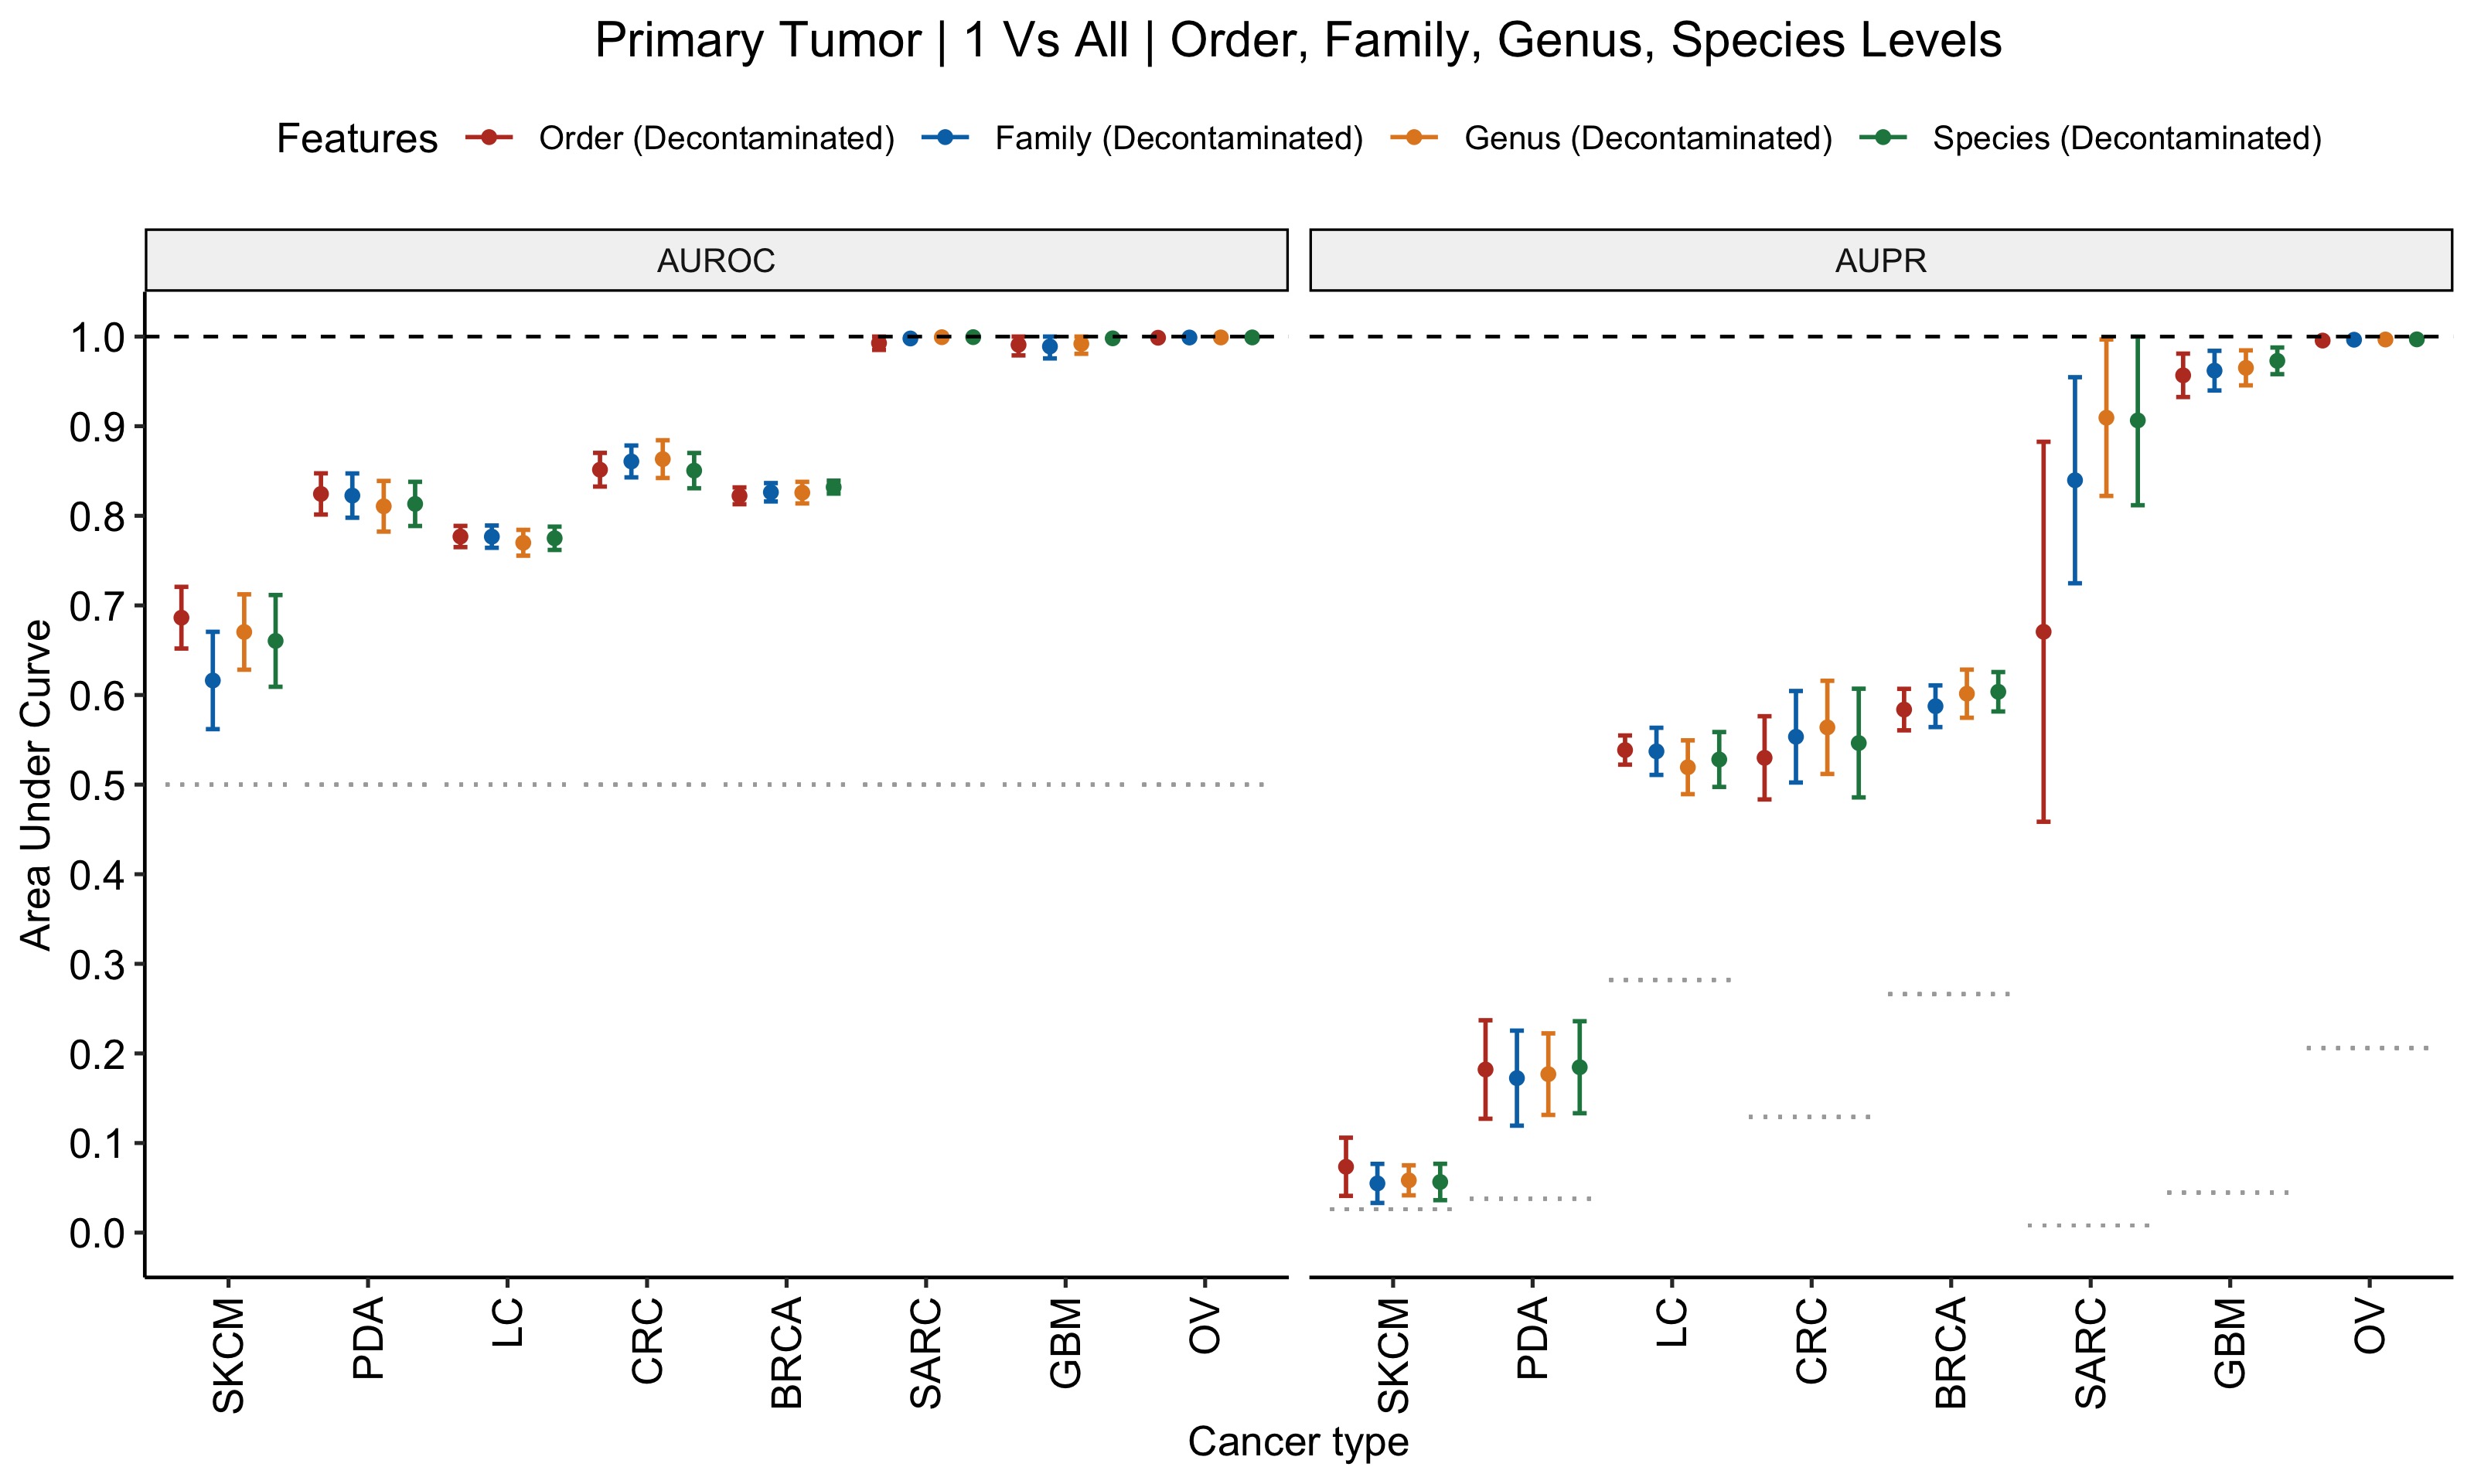 Primary Tumor | 1 Vs All | Order, Family, Genus, Species Levels
Features Order (Decontaminated) Family (Decontaminated) Genus (Decontaminated) Species (Decontaminated)
AUROC
AUPR
Area Under Curve
1.0
0.9
0.8
0.7
0.6
0.5
0.4
0.3
0.2
0.1
0.0
SKCM
PDA
LC
CRC
BRCA
SARC
GBM
OV
SKCM
PDA
LC
CRC
BRCA
SARC
GBM
OV
Cancer type